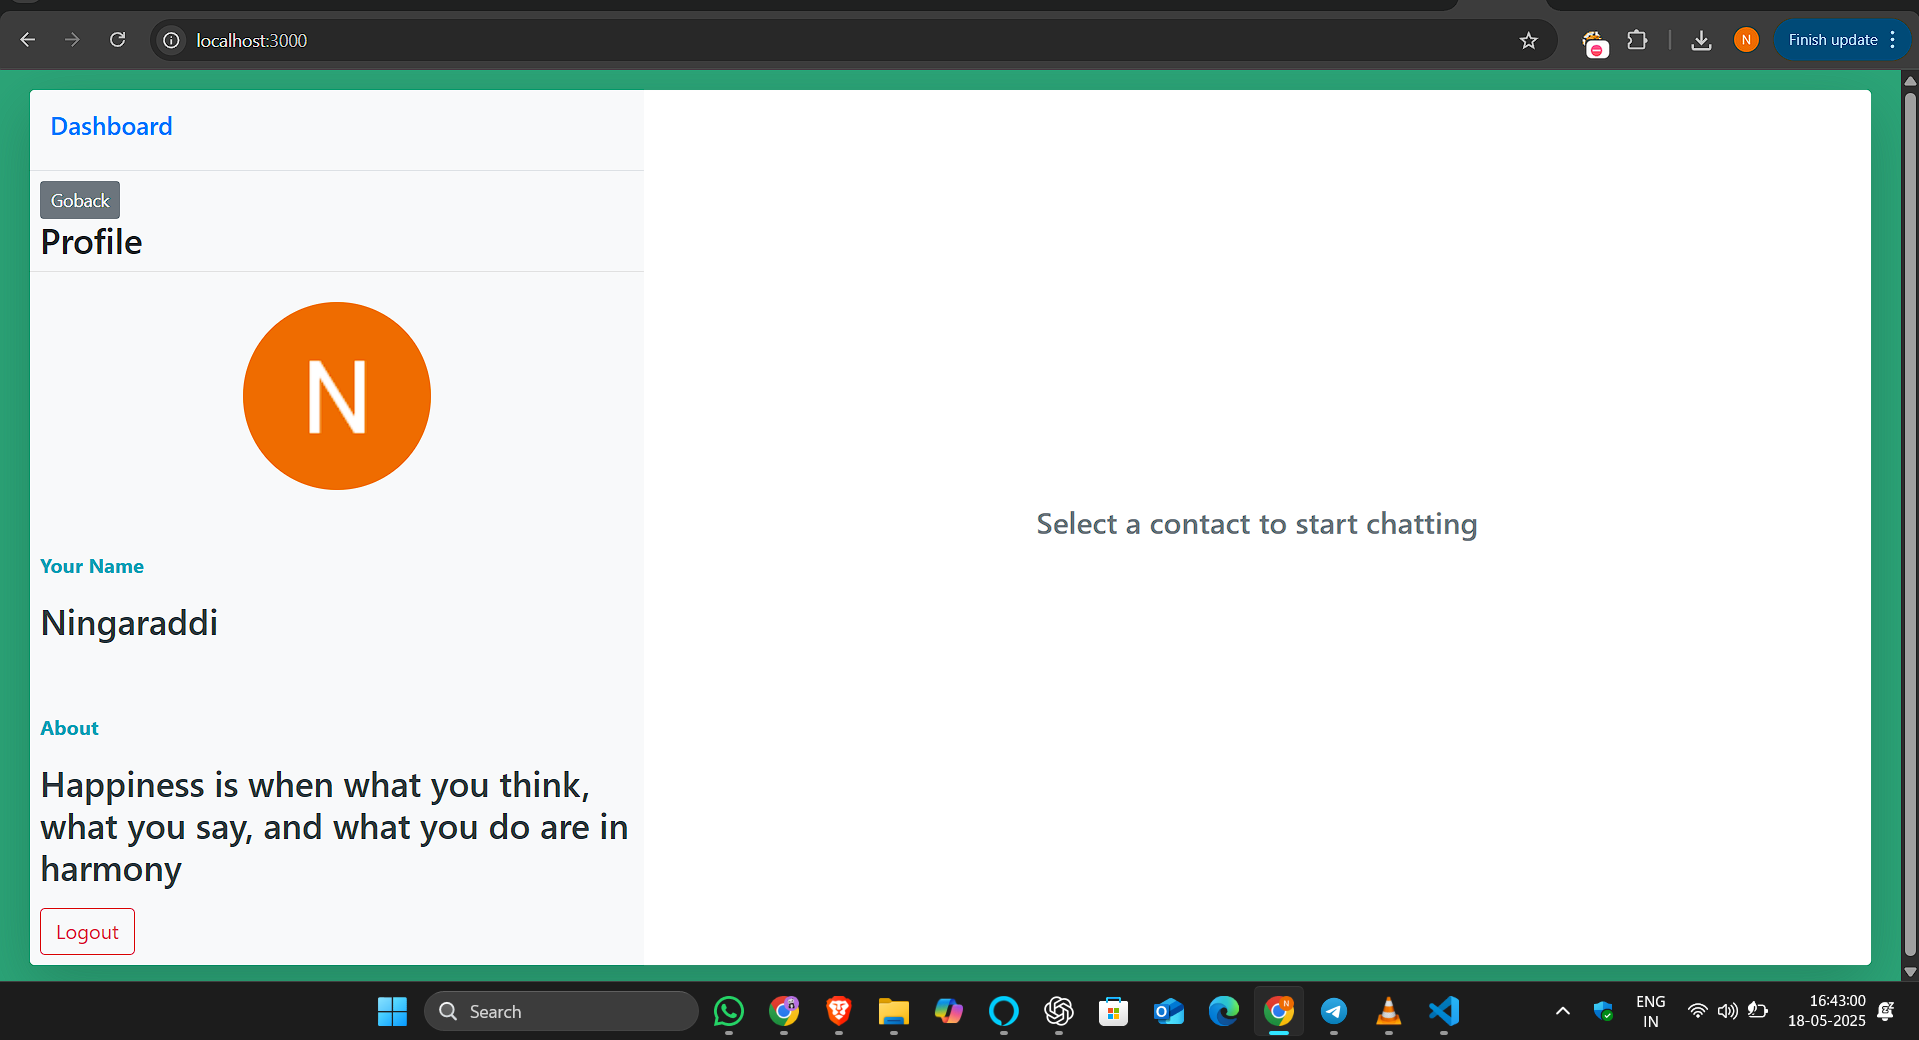 localhost:3000
N
Finish update
Dashboard
Goback
Profile
N
Your Name
Ningaraddi
About
Happiness is when what you think,
what you say, and what you do are in
harmony
Logout
Select a contact to start chatting
Search
ENG
IN
16:43:00
18-05-2025